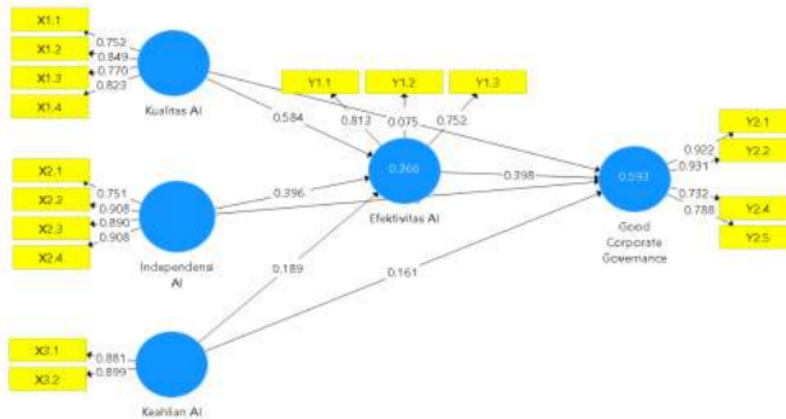 X1.1
X1.2
X1.3
X1.4
0.752
0.849
0.770
0.823
Kualitas AI
X2.1
X2.2
X2.3
X2.4
0.751
0.908
0.890
0.908
Independensi
AI
X3.1
X3.2
0.881
0.899
Keahlian AI
0.584
0.396
0.189
Y1.1
Y1.2
Y1.3
0.813
0.075
0.752
0.366
Efektivitas AI
0.398
0.161
0.593
Good
Corporate
Governance
0.922
0.931
0.732
0.788
Y2.1
Y2.2
Y2.4
Y2.5